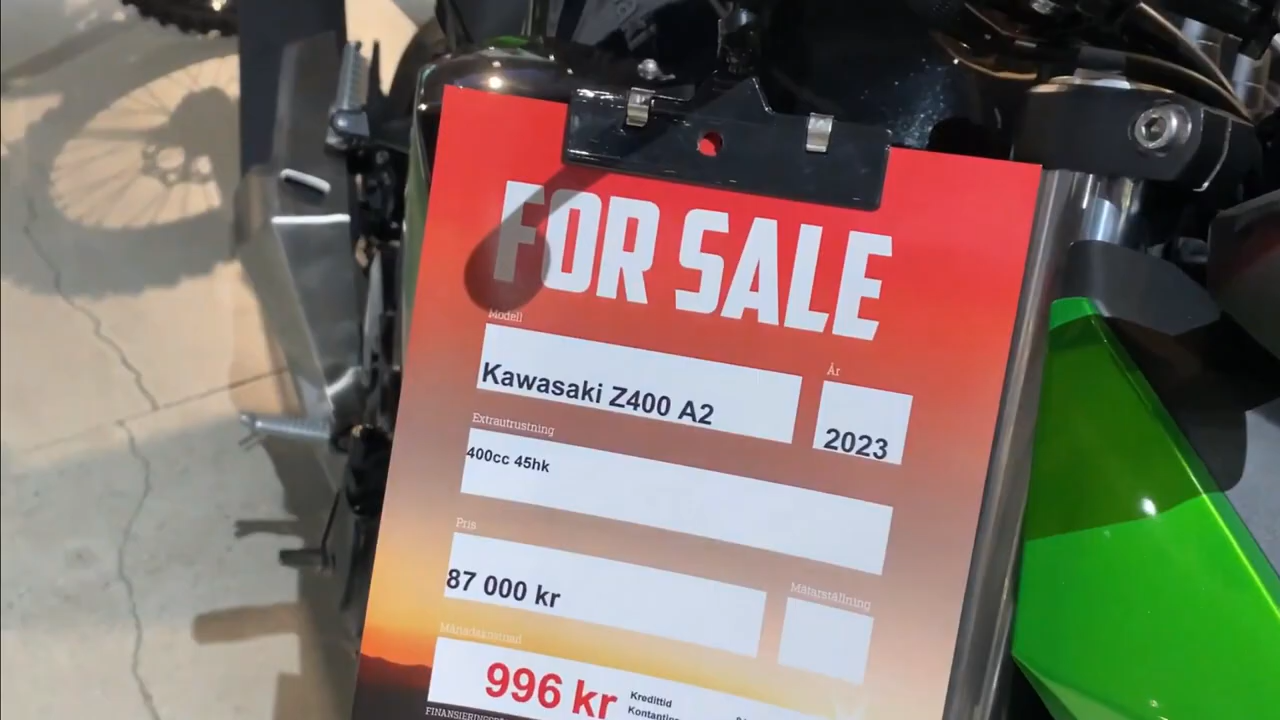 FOR SALE
Modell
År
Kawasaki Z400 A2
2023
Extrautrustning
400cc 45hk
Pris
Mätarställning
87 000 kr
Månadskostnad
996 kr
Kredittid